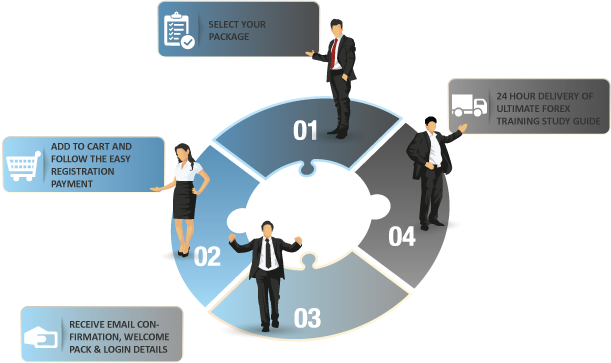 SELECT YOUR
PACKAGE
01
ADD TO CART AND
FOLLOW THE EASY
REGISTRATION
PAYMENT
02
RECEIVE EMAIL CON-
FIRMATION, WELCOME
PACK & LOGIN DETAILS
03
24 HOUR DELIVERY OF
ULTIMATE FOREX
TRAINING STUDY GUIDE
04